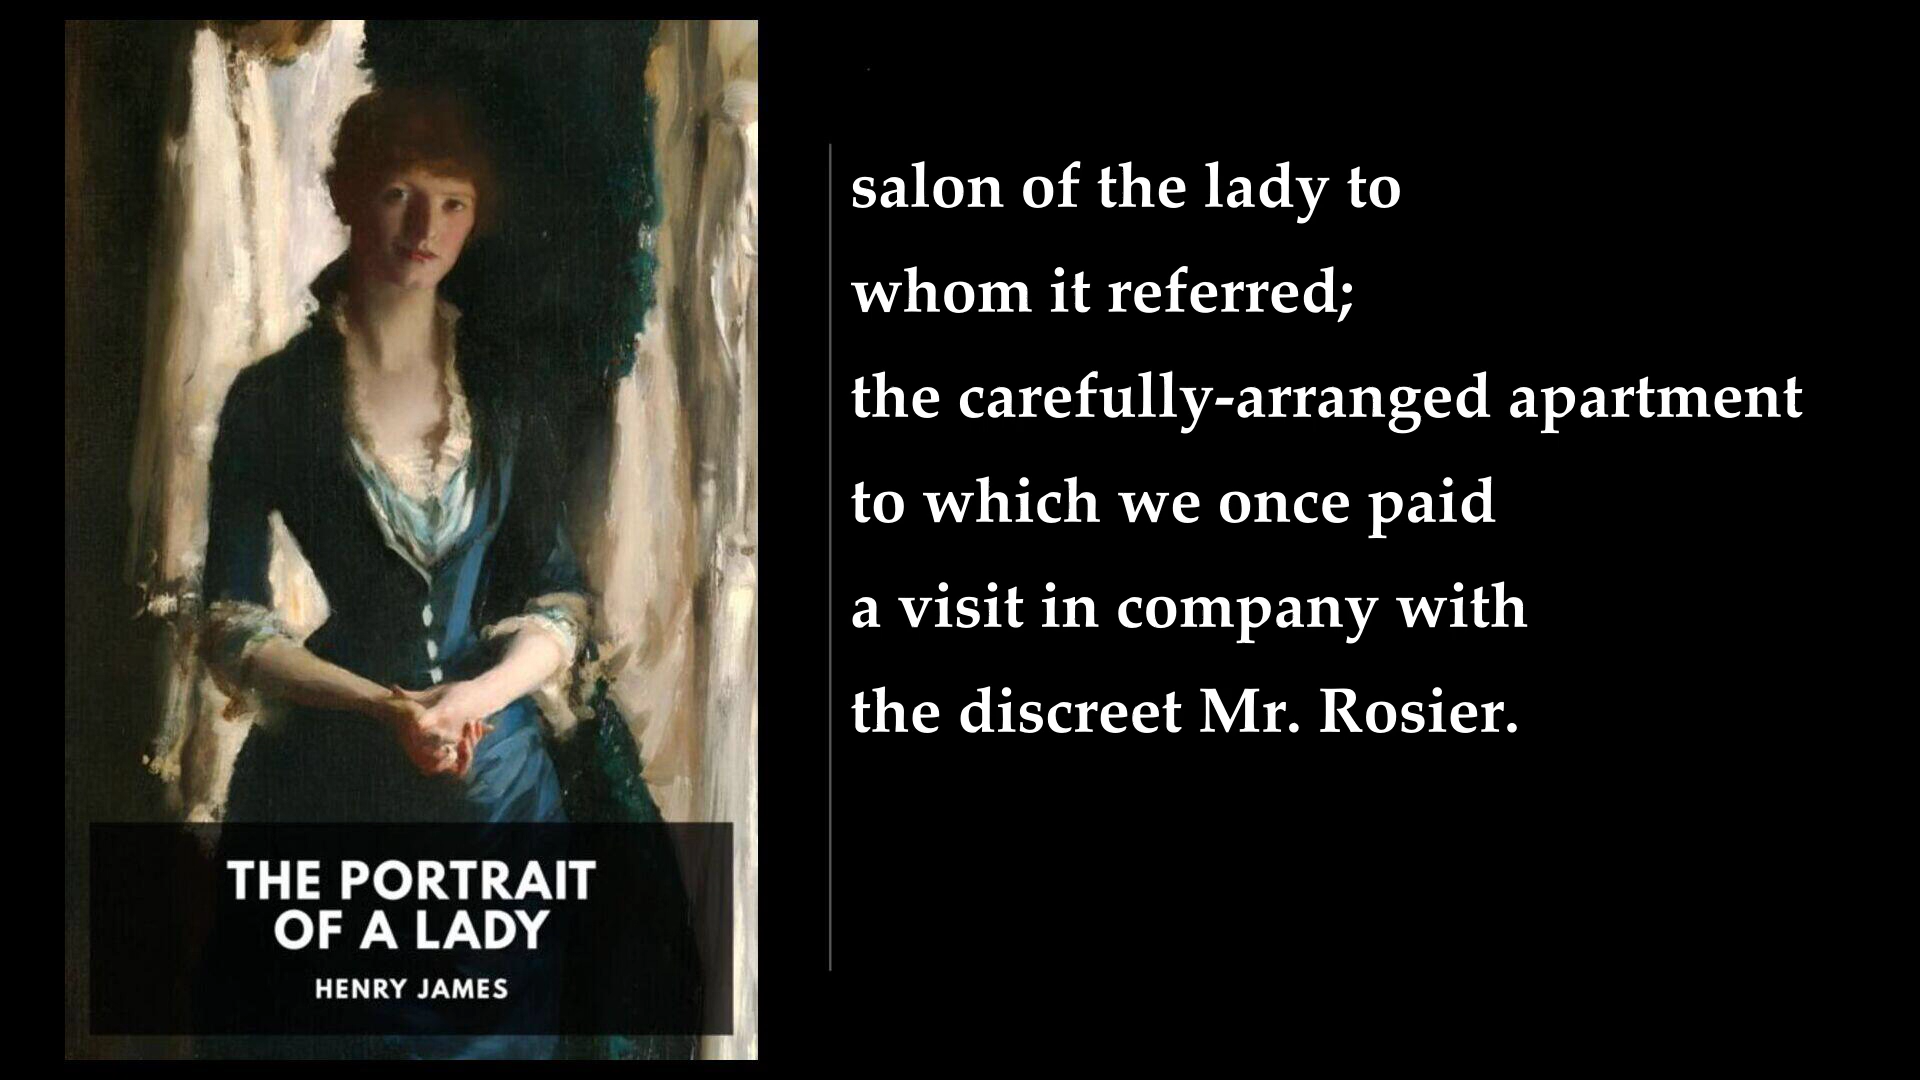 salon of the lady to
whom it referred;
the carefully-arranged apartment
to which we once paid
a visit in company with
the discreet Mr. Rosier.
THE PORTRAIT
OF A LADY
HENRY JAMES